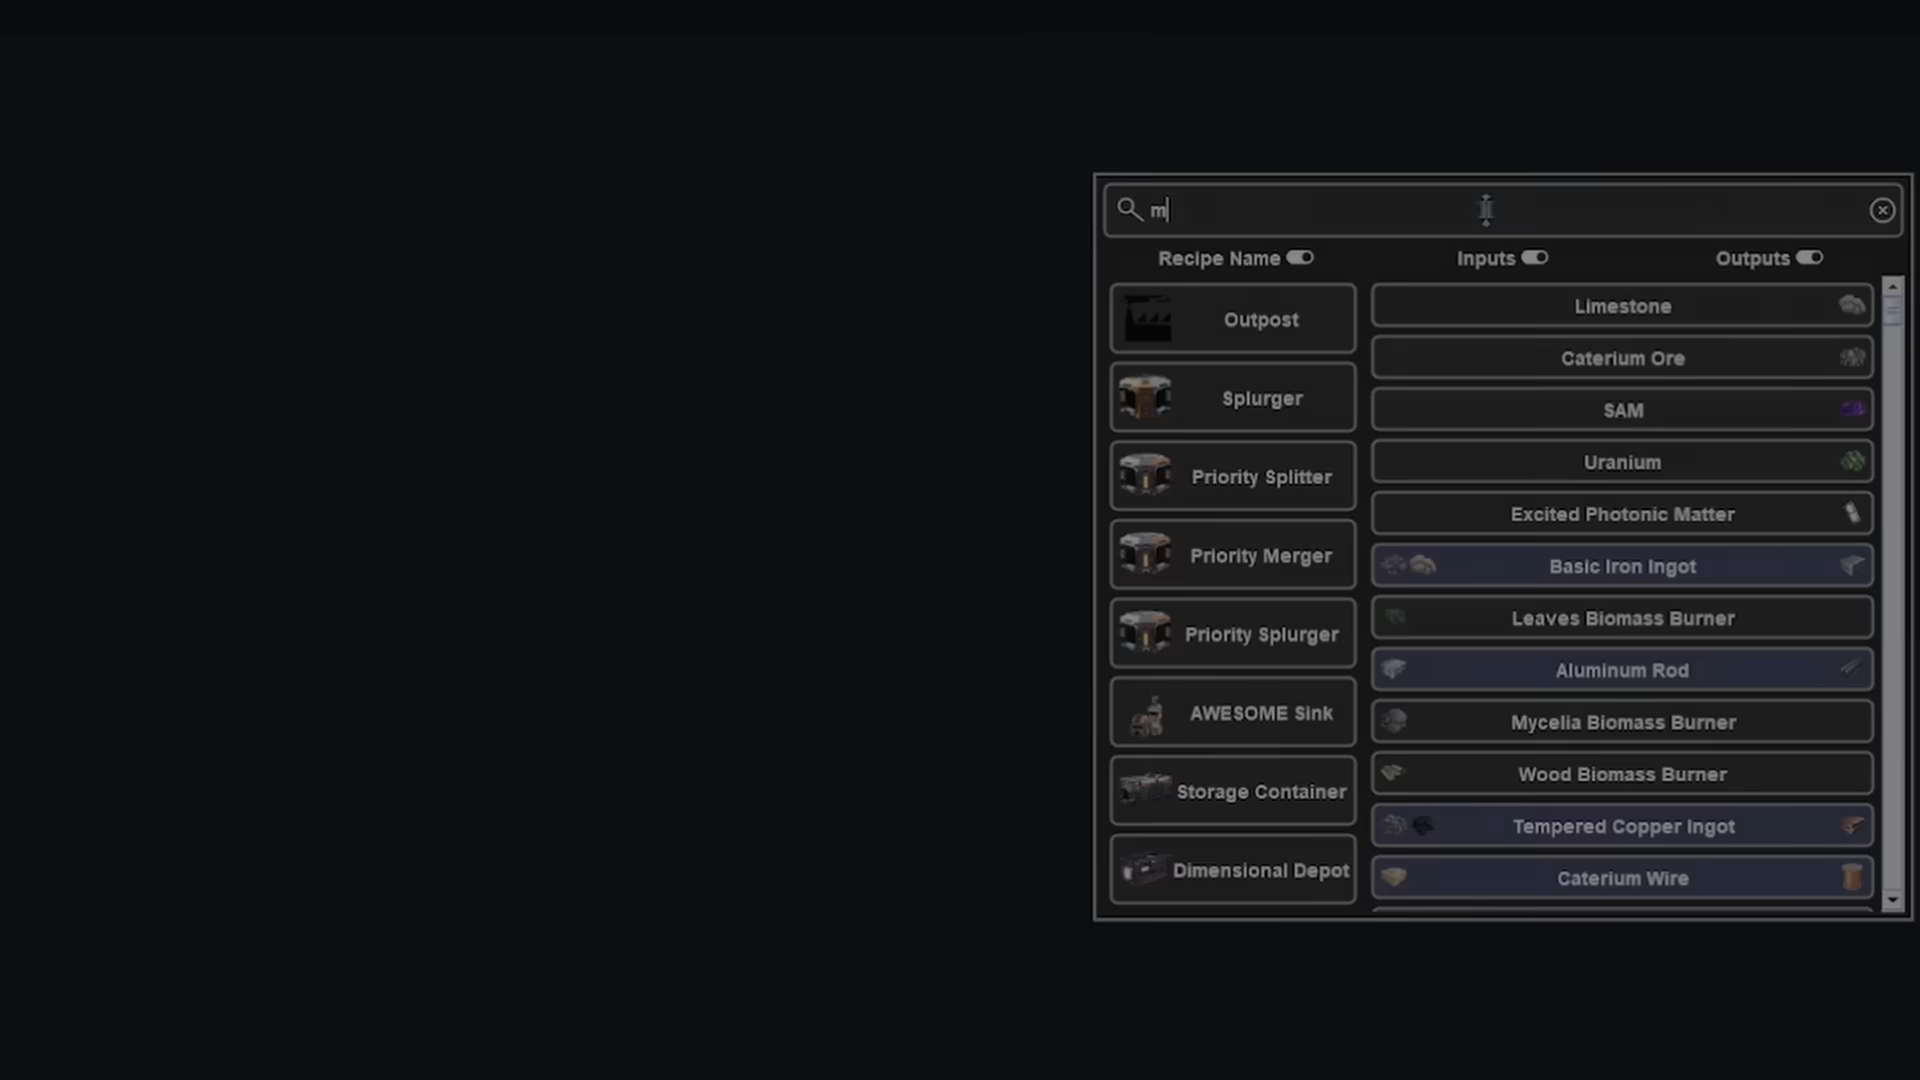 m
Recipe Name Inputs Outputs
Outpost
Splurger
Priority Splitter
Priority Merger
Priority Splurger
AWESOME Sink
Storage Container
Dimensional Depot
Limestone
Caterium Ore
SAM
Uranium
Excited Photonic Matter
Basic Iron Ingot
Leaves Biomass Burner
Aluminum Rod
Mycelia Biomass Burner
Wood Biomass Burner
Tempered Copper Ingot
Caterium Wire